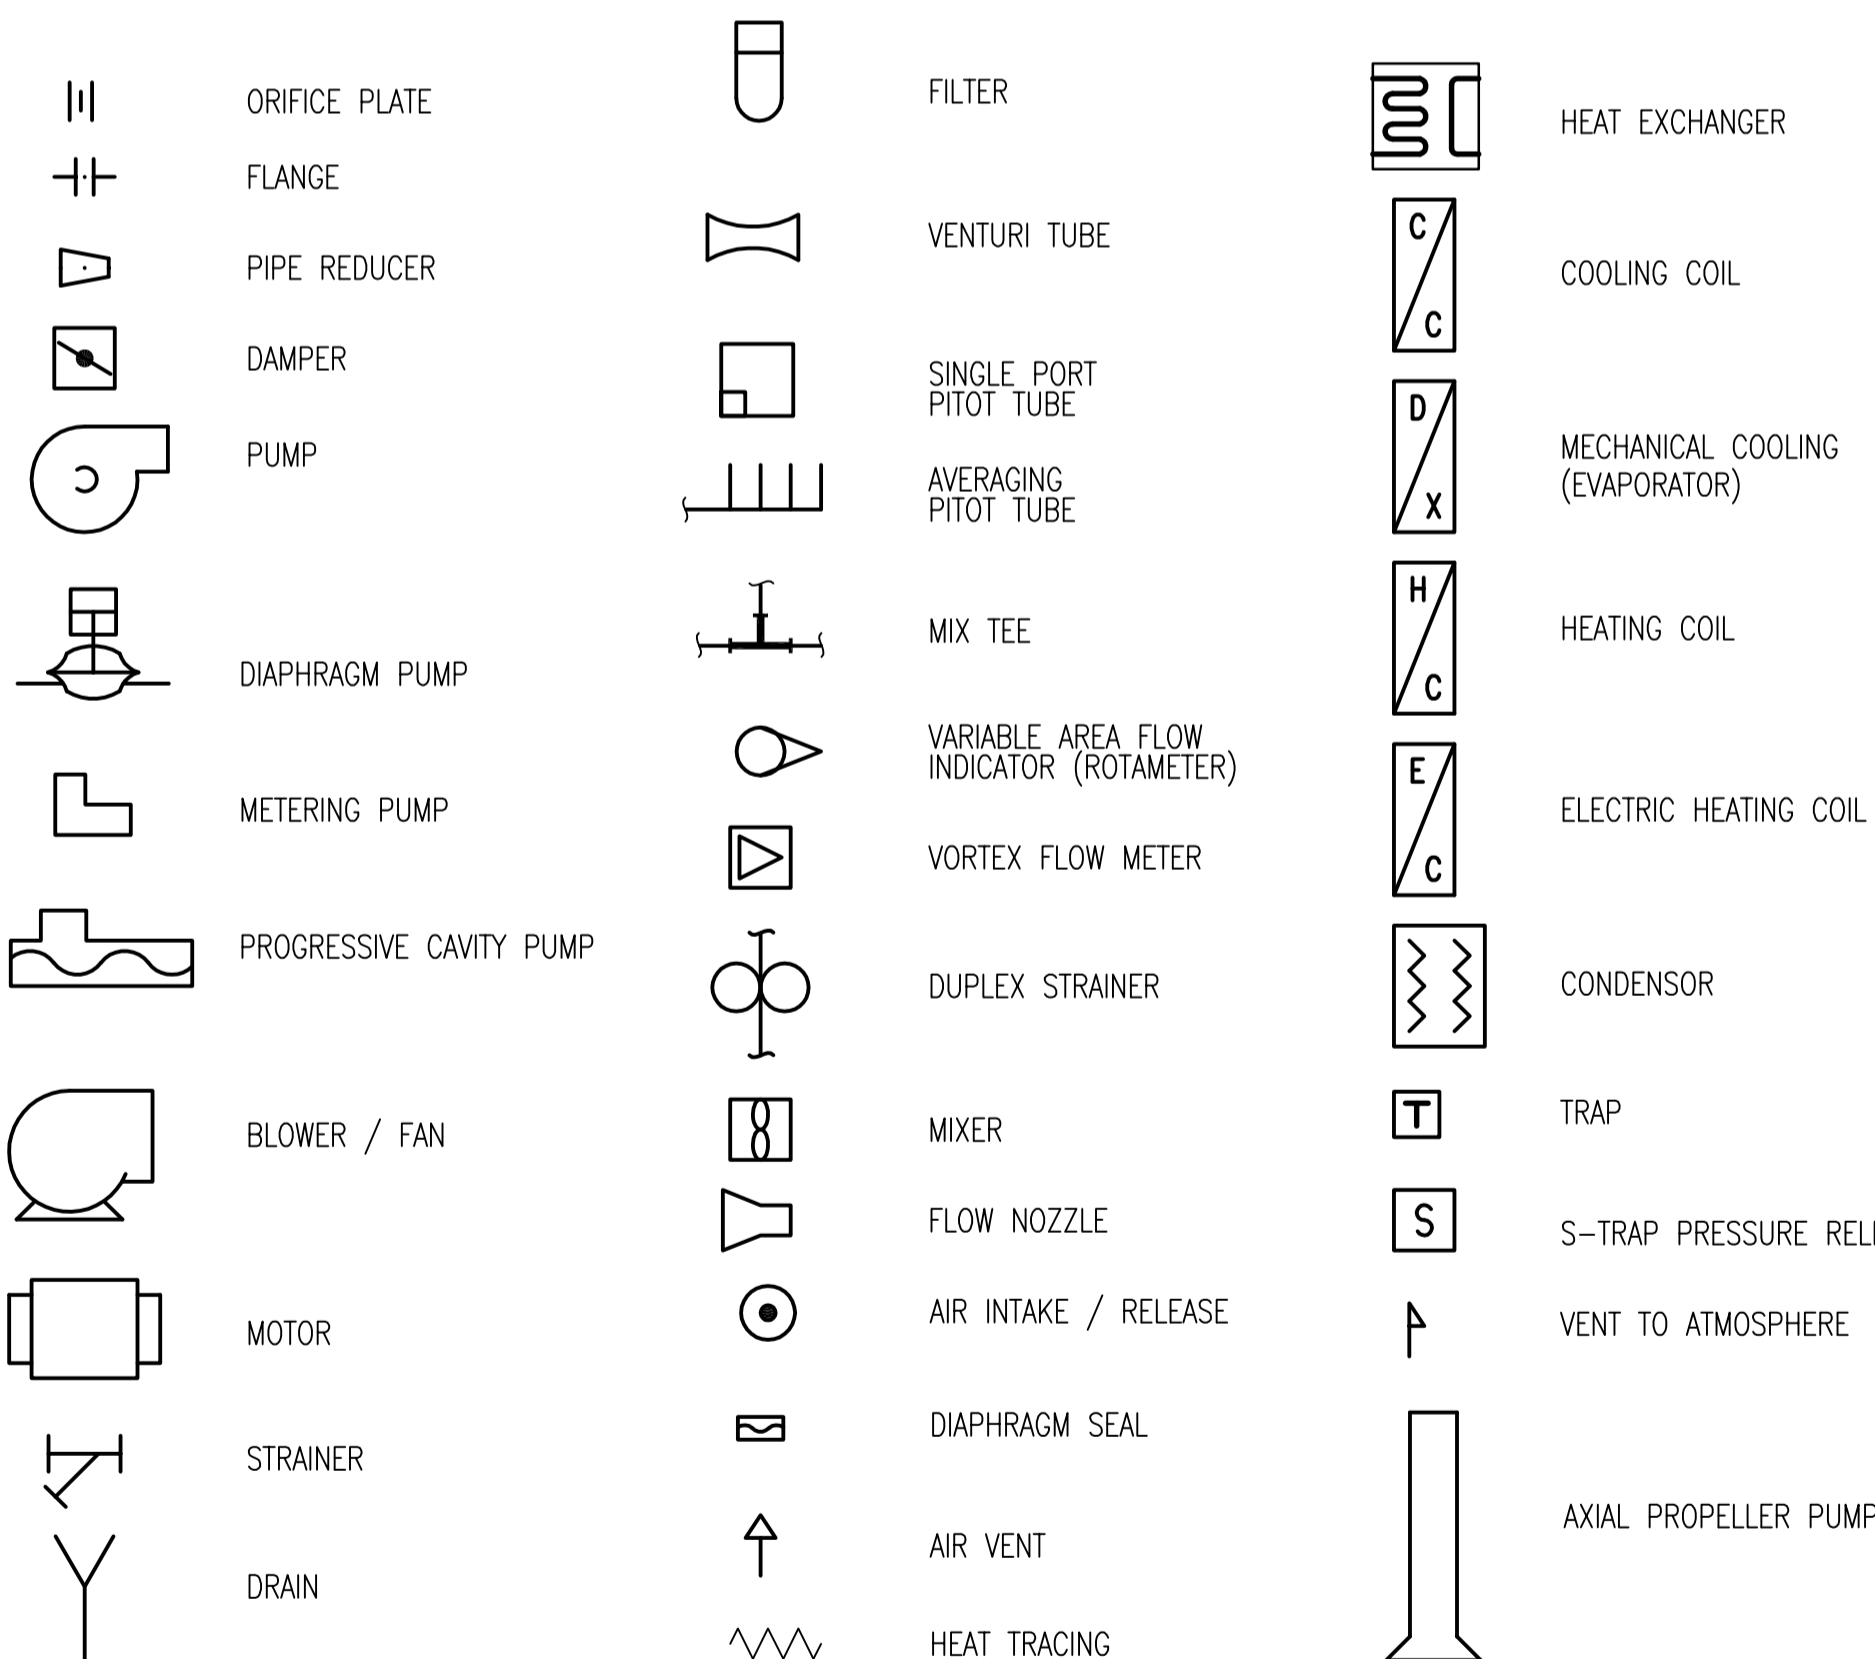 ORIFICE PLATE
FLANGE
PIPE REDUCER
DAMPER
PUMP
DIAPHRAGM PUMP
METERING PUMP
PROGRESSIVE CAVITY PUMP
BLOWER / FAN
MOTOR
STRAINER
DRAIN
FILTER
VENTURI TUBE
SINGLE PORT
PITOT TUBE
AVERAGING
PITOT TUBE
MIX TEE
VARIABLE AREA FLOW
INDICATOR (ROTAMETER)
VORTEX FLOW METER
DUPLEX STRAINER
MIXER
FLOW NOZZLE
AIR INTAKE / RELEASE
DIAPHRAGM SEAL
AIR VENT
HEAT TRACING
HEAT EXCHANGER
C
C
COOLING COIL
D
X
MECHANICAL COOLING
(EVAPORATOR)
H
C
HEATING COIL
E
C
ELECTRIC HEATING COIL
CONDENSOR
T
TRAP
S
S-TRAP PRESSURE
VENT TO ATMOSPHERE
AXIAL PROPELLER PUMP